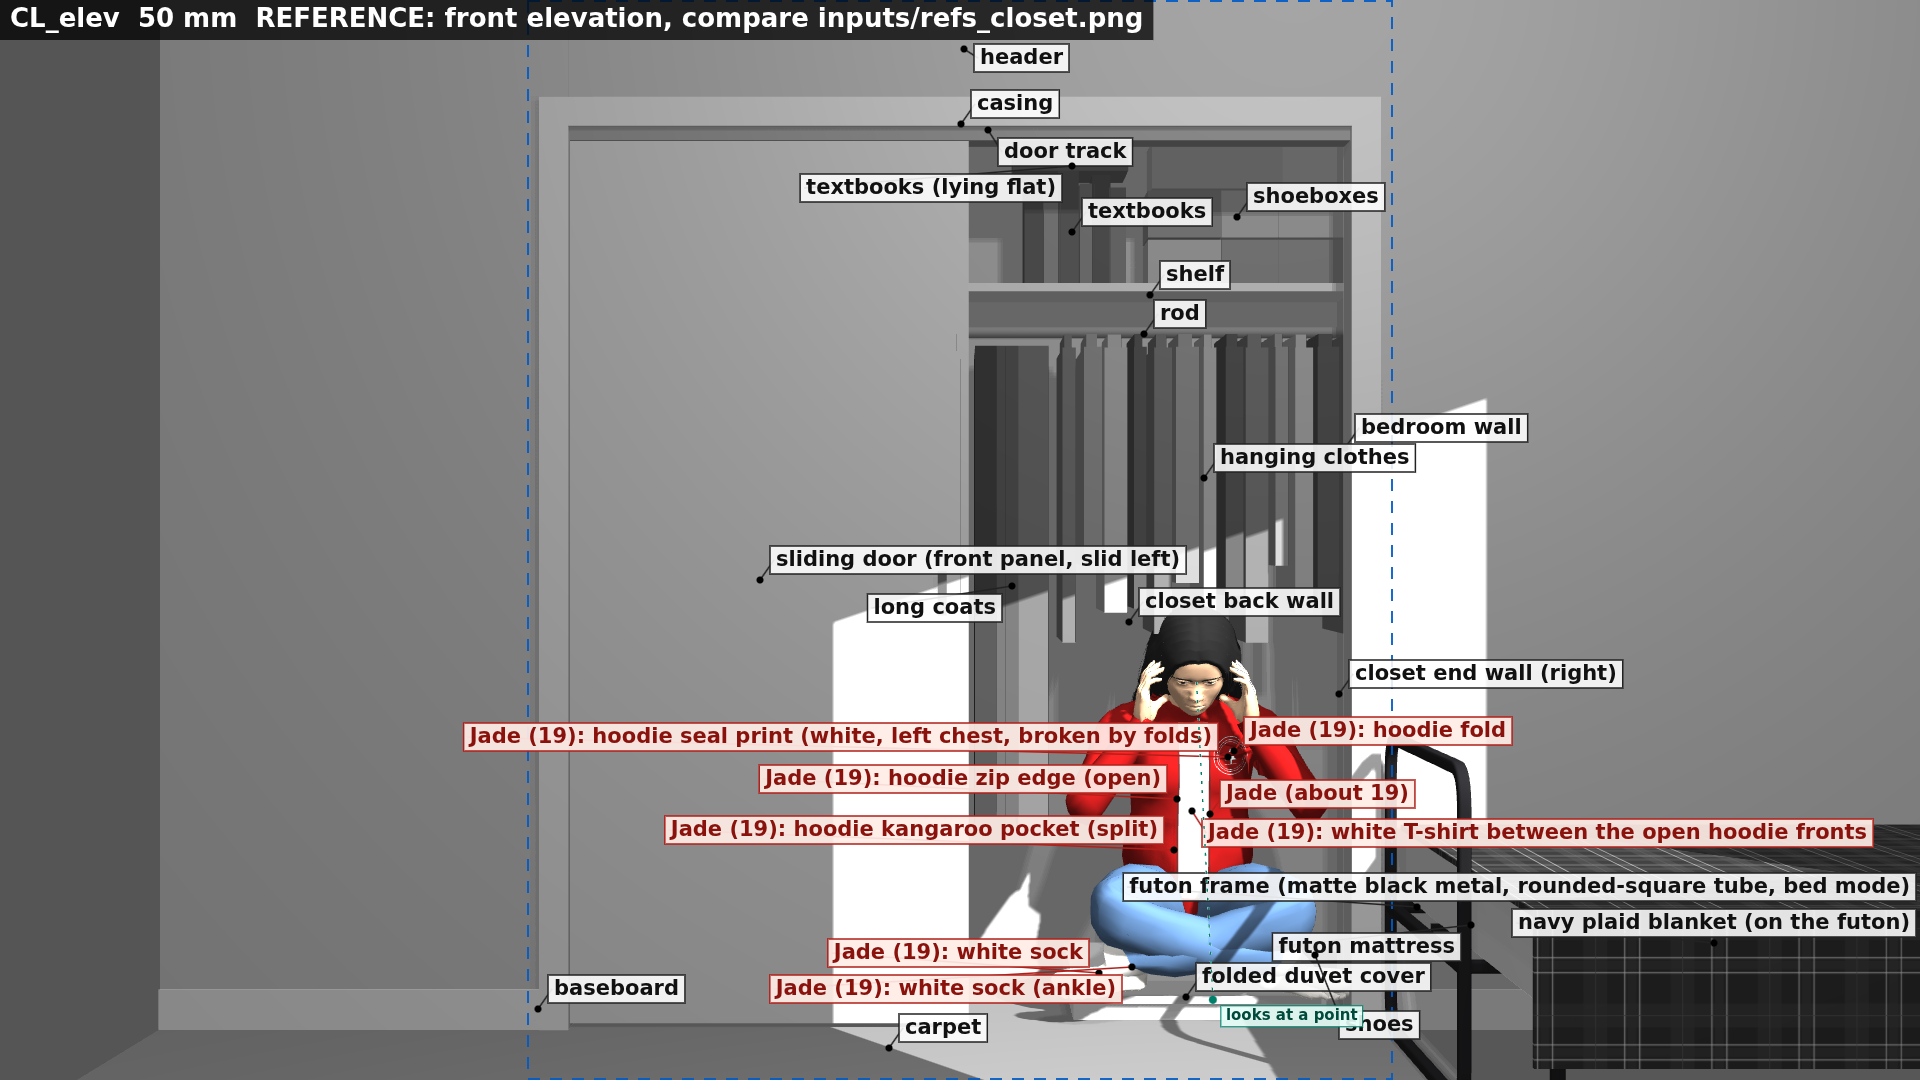 CL_elev 50 mm REFERENCE: front elevation, compare inputs/refs_closet.png
header
casing
door track
textbooks (lying flat)
shoeboxes
textbooks
shelf
rod
bedroom wall
hanging clothes
sliding door (front panel, slid left)
long coats
closet back wall
closet end wall (right)
Jade (19): hoodie seal print (white, left chest, broken by folds)
Jade (19): hoodie fold
Jade (19): hoodie zip edge (open)
Jade (about 19)
Jade (19): hoodie kangaroo pocket (split)
Jade (19): white T-shirt between the open hoodie fronts
futon frame (matte black metal, rounded-square tube, bed mode)
navy plaid blanket (on the futon)
futon mattress
Jade (19): white sock
folded duvet cover
baseboard
Jade (19): white sock (ankle)
looks at a point
shoes
carpet